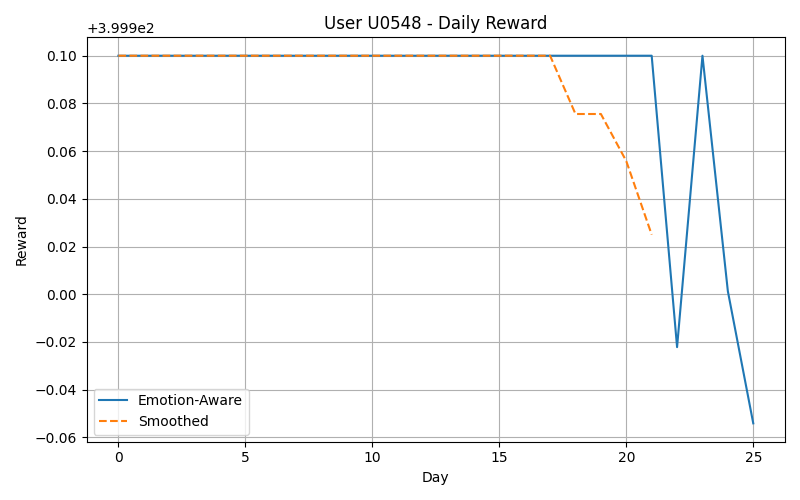 User U0548 - Daily Reward
+3.999e2
0.10
0.08
0.06
0.04
0.02
0.00
−0.02
−0.04
−0.06
Reward
Emotion-Aware
Smoothed
0 5 10 15 20 25
Day